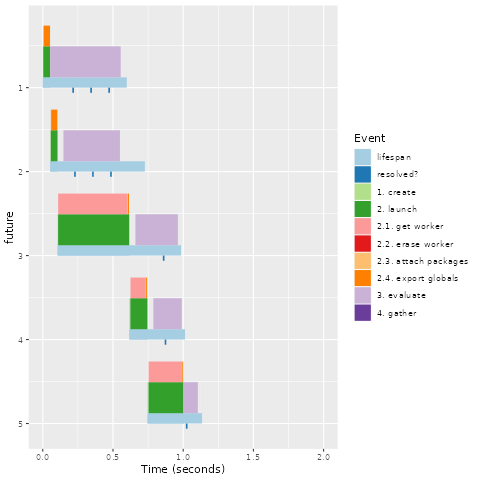 1
2
3
4
5
future
0.0 0.5 1.0 1.5 2.0
Time (seconds)
Event
lifespan
resolved?
1. create
2. launch
2.1. get worker
2.2. erase worker
2.3. attach packages
2.4. export globals
3. evaluate
4. gather